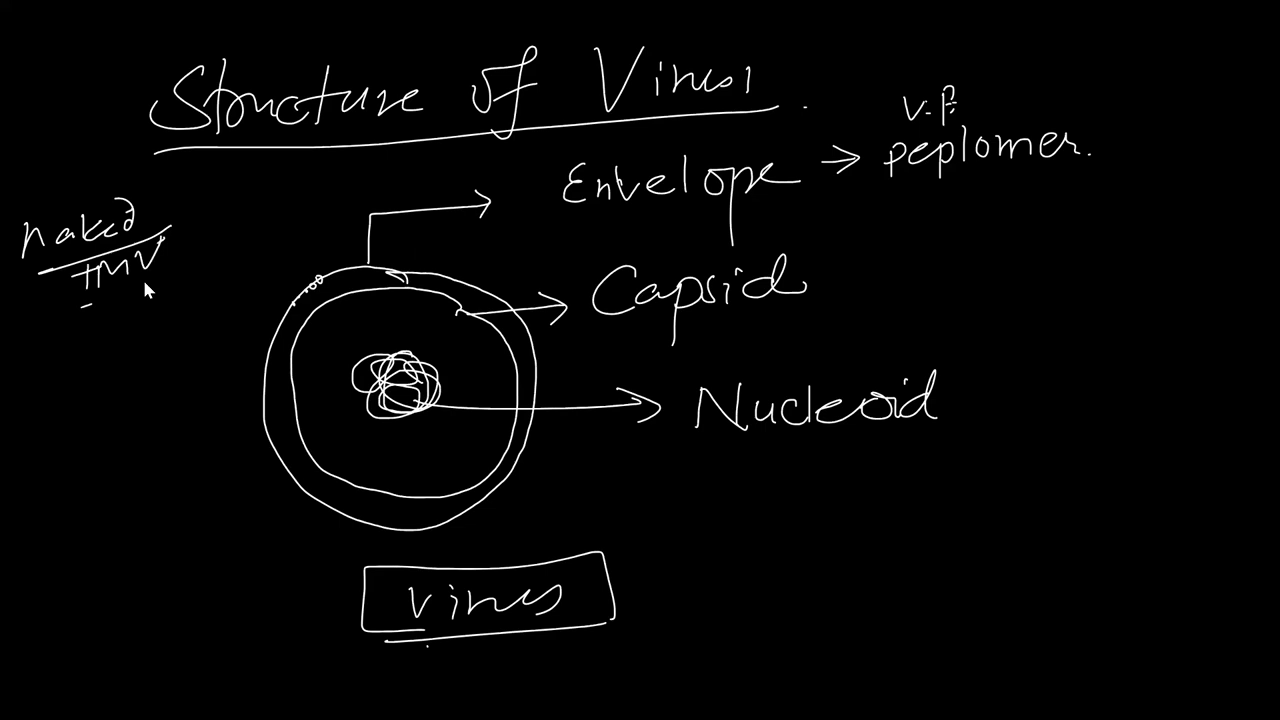 Structure of Virus.
V.P.
Envelope → peplomer.
naked
TMV
Capsid
Nucleoid
Virus